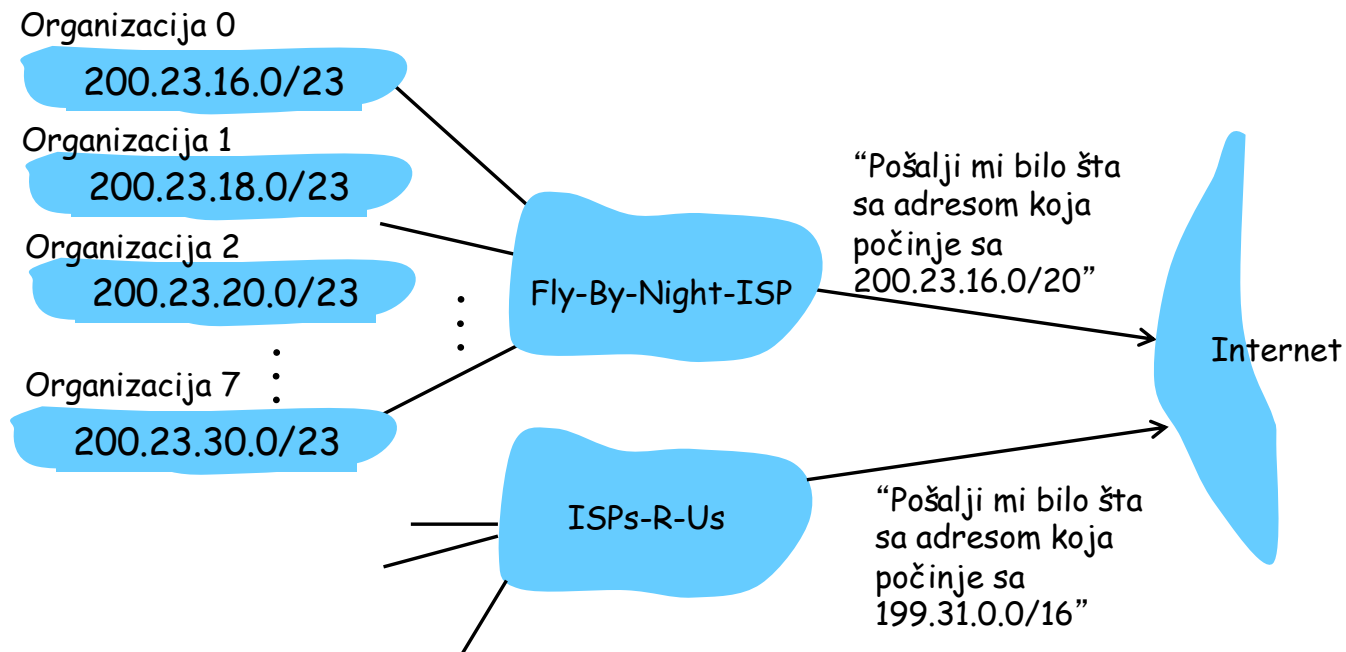 Organizacija 0
200.23.16.0/23
Organizacija 1
200.23.18.0/23
Organizacija 2
200.23.20.0/23
Organizacija 7
200.23.30.0/23
Fly-By-Night-ISP
“Pošalji mi bilo šta
sa adresom koja
počinje sa
200.23.16.0/20”
Internet
ISPs-R-Us
“Pošalji mi bilo šta
sa adresom koja
počinje sa
199.31.0.0/16”